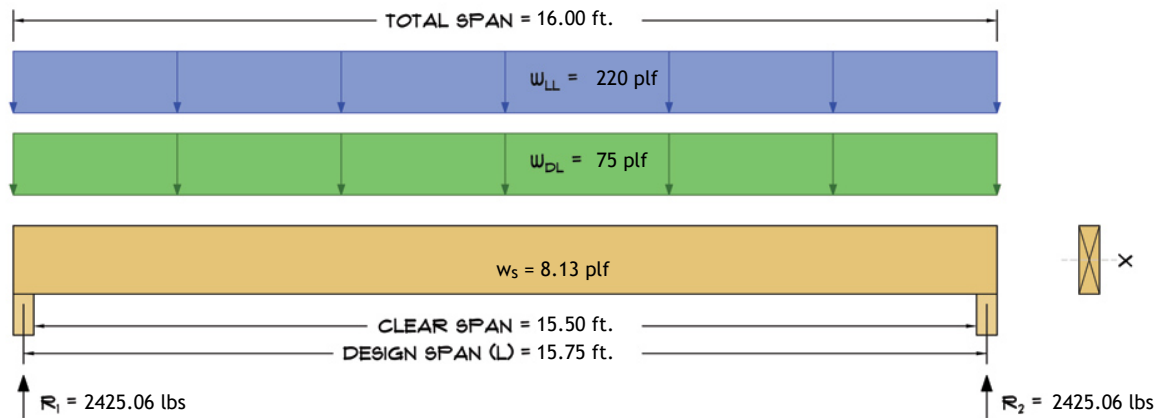 TOTAL SPAN = 16.00 ft.
WLL = 220 plf
WDL = 75 plf
ws = 8.13 plf
X
CLEAR SPAN = 15.50 ft.
DESIGN SPAN (L) = 15.75 ft.
R1 = 2425.06 lbs
R2 = 2425.06 lbs